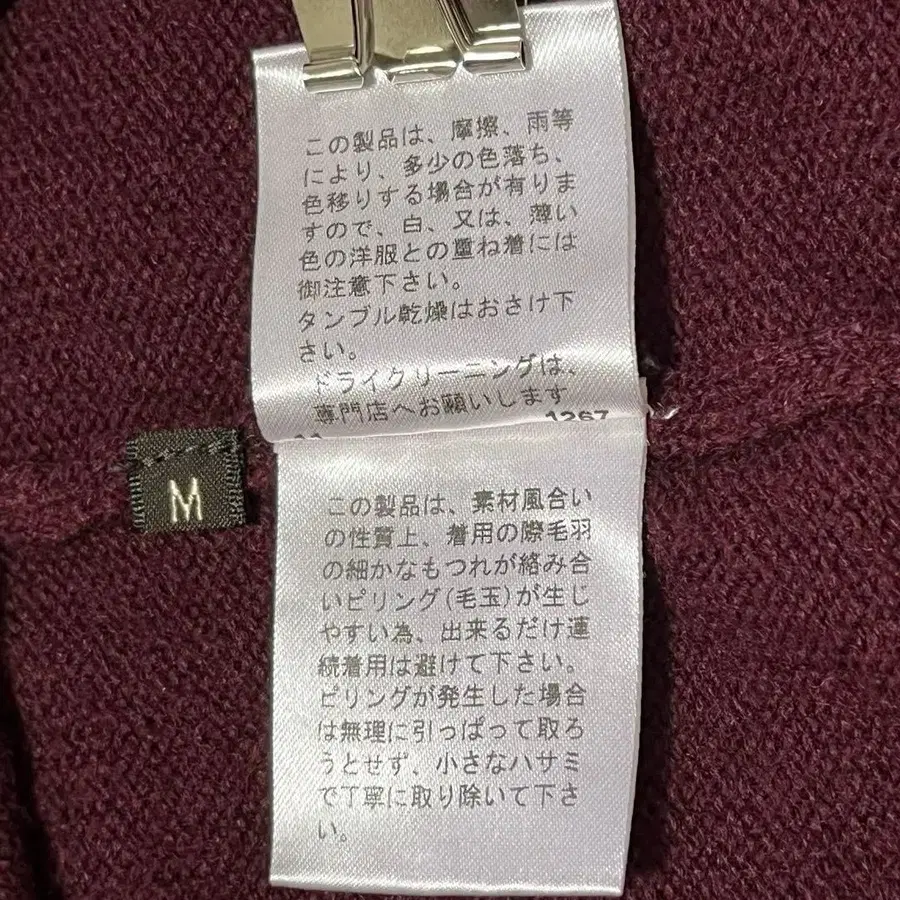 この製品は、摩擦、雨等
により、多少の色落ち、
色移りする場合が有りま
すので、白、又は、薄い
色の洋服との重ね着には
御注意下さい。
タンブル乾燥はおさけ下
さい。
ドライクリーニングは、
専門店へお願いします
1267
M
この製品は、素材風合い
の性質上、着用の際毛羽
の細かなもつれが絡み合
いピリング(毛玉)が生じ
やすい為、出来るだけ連
続着用は避けて下さい。
ピリングが発生した場合
は無理に引っぱって取ろ
うとせず、小さなハサミ
で丁寧に取り除いて下さ
い。